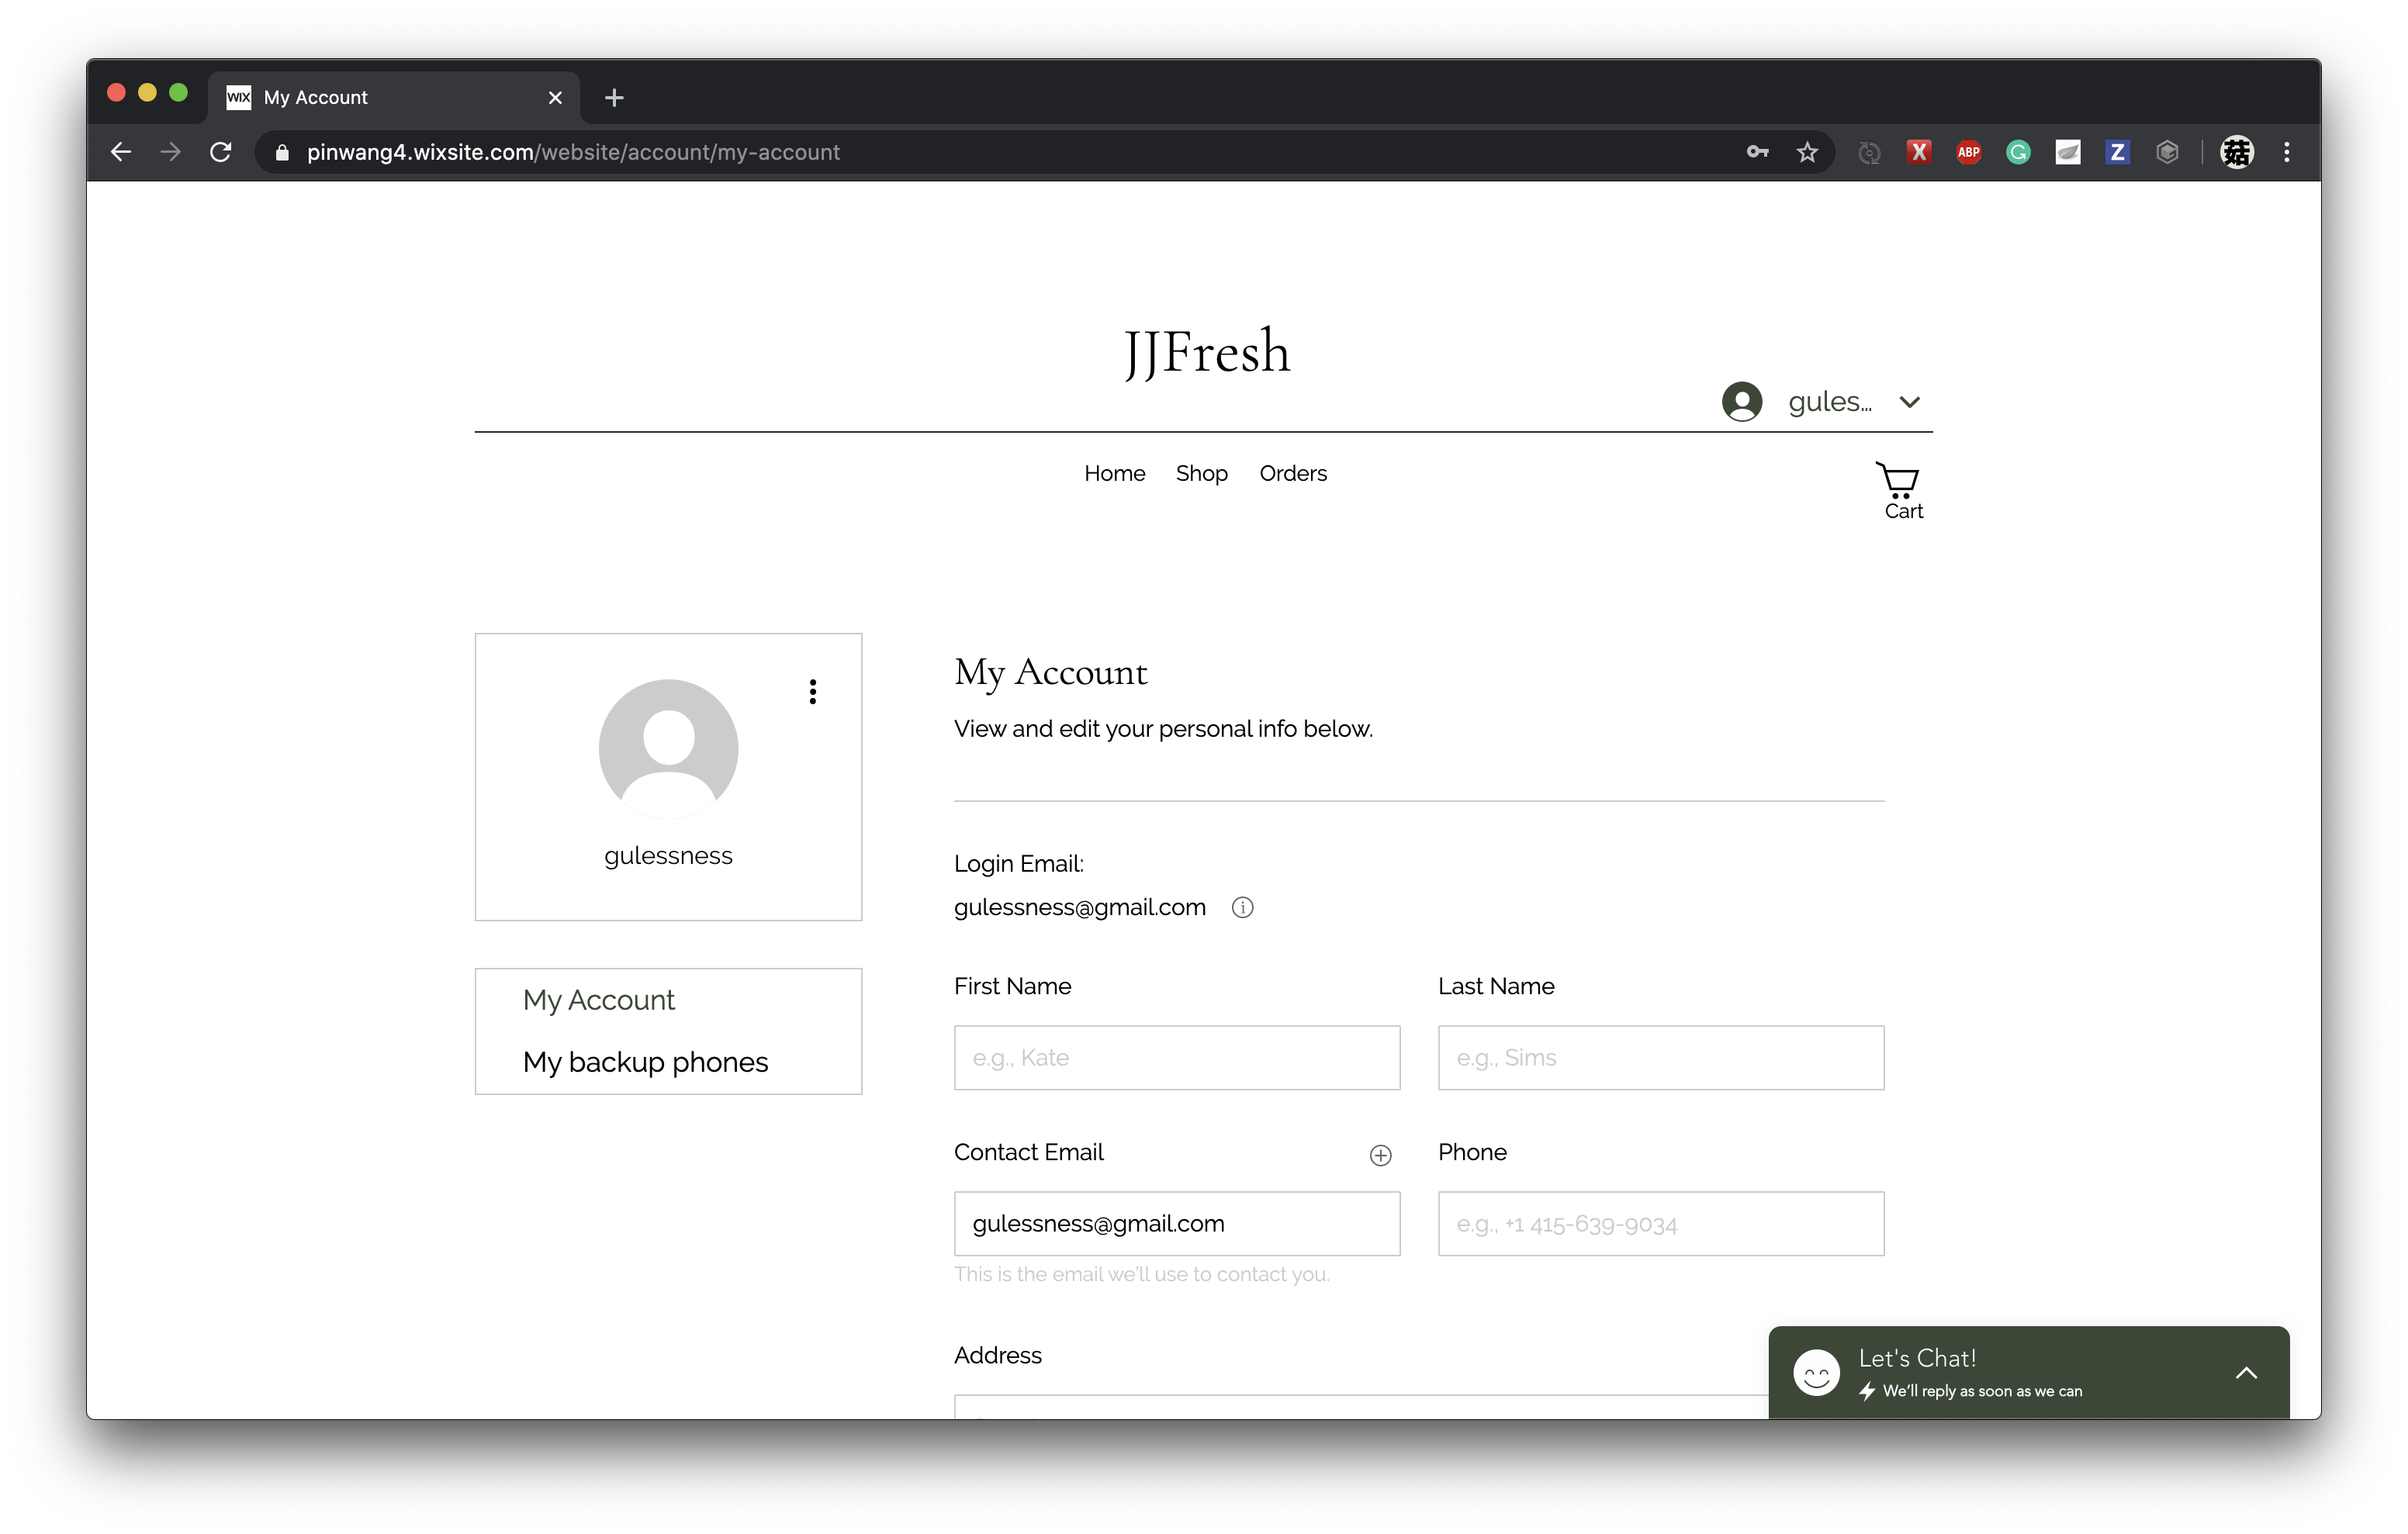 WIX My Account
pinwang4.wixsite.com/website/account/my-account
X ABP G Z 菇
JJFresh
gules...
Home Shop Orders
Cart
My Account
View and edit your personal info below.
gulessness
Login Email:
gulessness@gmail.com
My Account
My backup phones
First Name Last Name
e.g., Kate e.g., Sims
Contact Email Phone
gulessness@gmail.com e.g., +1 415-639-9034
This is the email we'll use to contact you.
Address
Let's Chat!
We'll reply as soon as we can